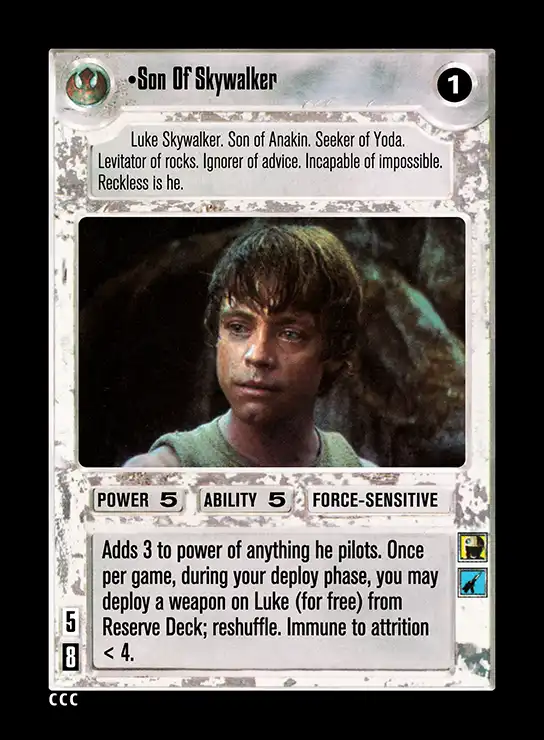 •Son Of Skywalker
1
Luke Skywalker. Son of Anakin. Seeker of Yoda.
Levitator of rocks. Ignorer of advice. Incapable of impossible.
Reckless is he.
POWER 5 ABILITY 5 FORCE-SENSITIVE
Adds 3 to power of anything he pilots. Once
per game, during your deploy phase, you may
deploy a weapon on Luke (for free) from
Reserve Deck; reshuffle. Immune to attrition
< 4.
5
8
CCC